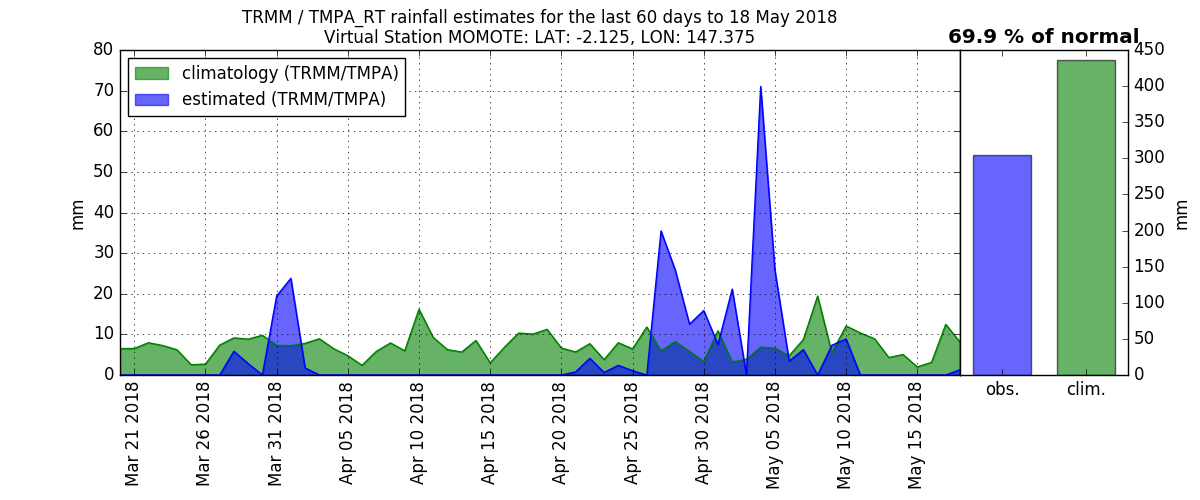 TRMM / TMPA_RT rainfall estimates for the last 60 days to 18 May 2018
Virtual Station MOMOTE: LAT: -2.125, LON: 147.375
69.9 % of normal
climatology (TRMM/TMPA)
estimated (TRMM/TMPA)
mm
80
70
60
50
40
30
20
10
0
Mar 21 2018
Mar 26 2018
Mar 31 2018
Apr 05 2018
Apr 10 2018
Apr 15 2018
Apr 20 2018
Apr 25 2018
Apr 30 2018
May 05 2018
May 10 2018
May 15 2018
obs.
clim.
450
400
350
300
250
200
150
100
50
0
mm